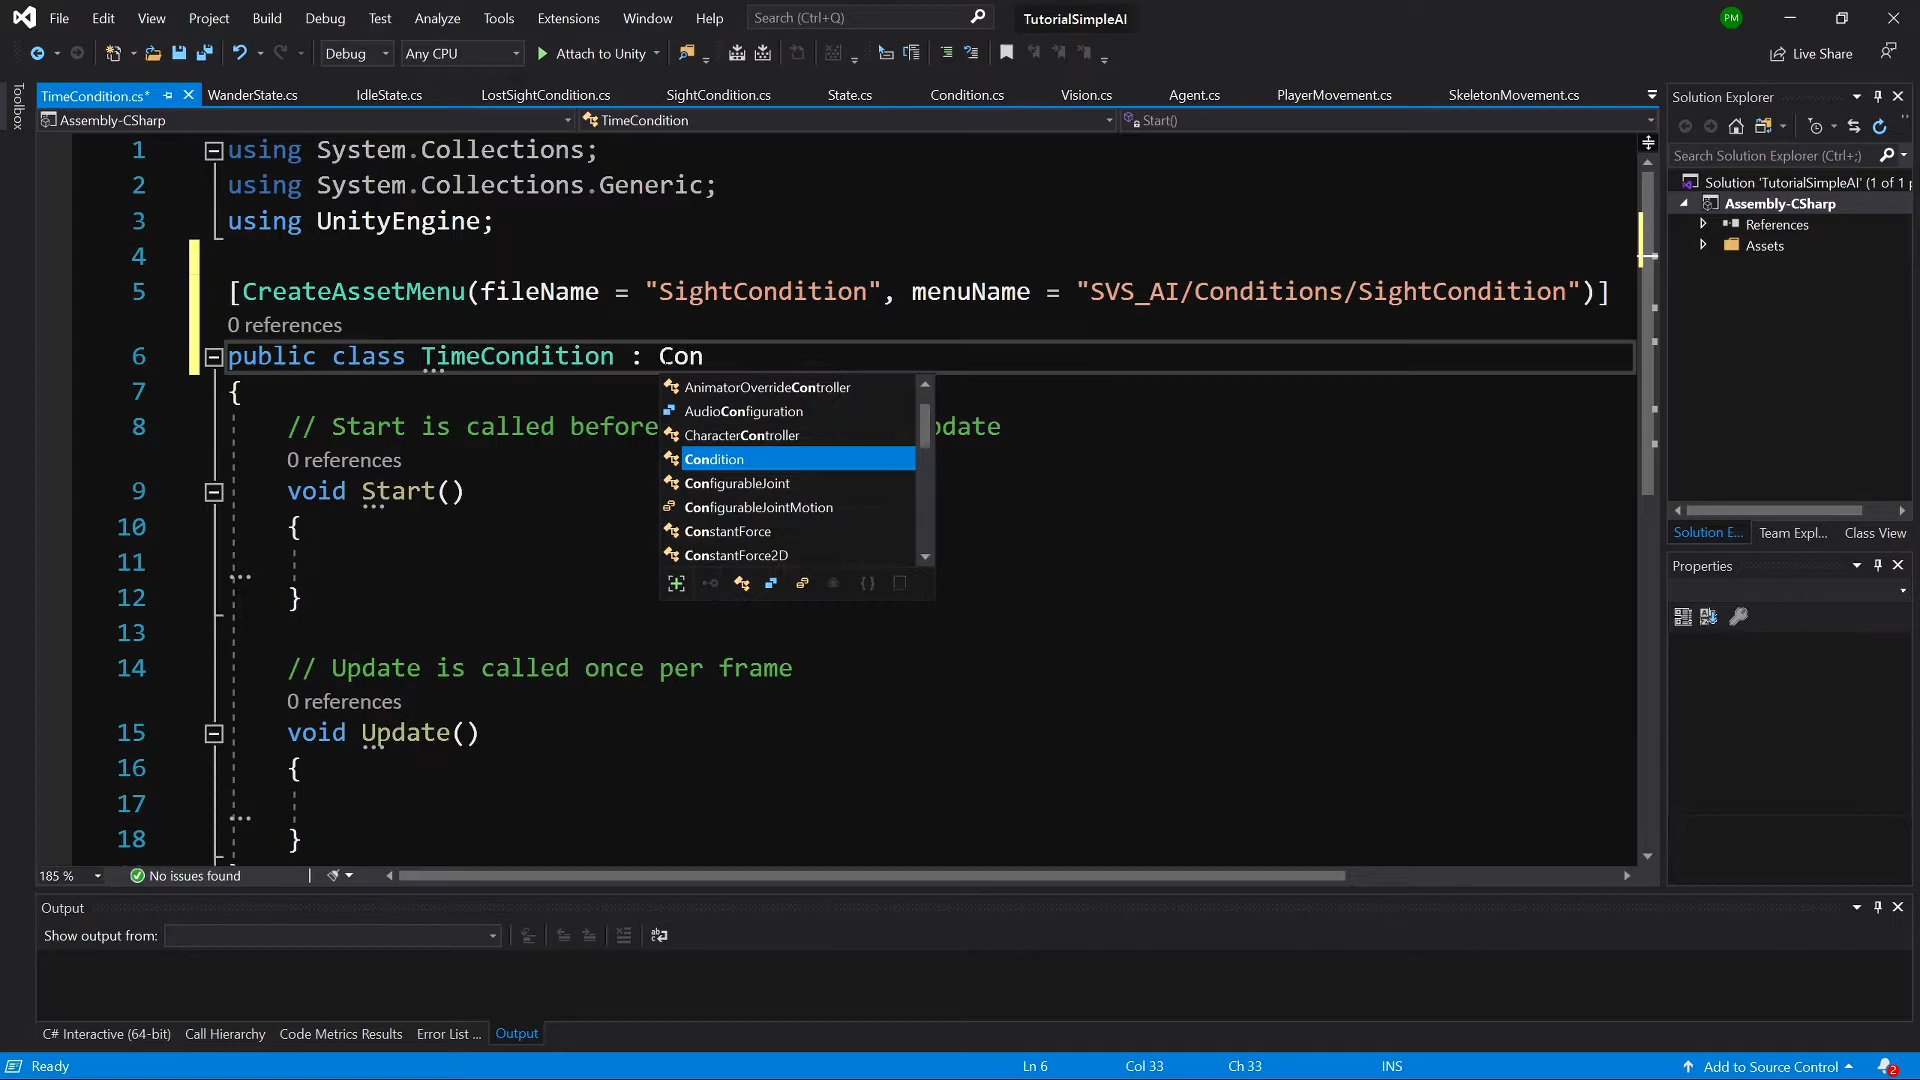 File Edit View Project Build Debug Test Analyze Tools Extensions Window Help Search (Ctrl+Q) TutorialSimpleAI PM
Debug Any CPU Attach to Unity Live Share
Toolbox
TimeCondition.cs* WanderState.cs IdleState.cs LostSightCondition.cs SightCondition.cs State.cs Condition.cs Vision.cs Agent.cs PlayerMovement.cs SkeletonMovement.cs
Assembly-CSharp TimeCondition Start()
1 using System.Collections;
2 using System.Collections.Generic;
3 using UnityEngine;
4
5 [CreateAssetMenu(fileName = "SightCondition", menuName = "SVS_AI/Conditions/SightCondition")]
0 references
6 public class TimeCondition : Con
7 {
8 // Start is called before pdate
0 references
9 void Start()
10 {
11
12 }
13
14 // Update is called once per frame
0 references
15 void Update()
16 {
17
18 }
AnimatorOverrideController
AudioConfiguration
CharacterController
Condition
ConfigurableJoint
ConfigurableJointMotion
ConstantForce
ConstantForce2D
185 % No issues found
Output
Show output from:
C# Interactive (64-bit) Call Hierarchy Code Metrics Results Error List ... Output
Solution Explorer
Search Solution Explorer (Ctrl+;)
Solution 'TutorialSimpleAI' (1 of 1 p
Assembly-CSharp
References
Assets
Solution E... Team Expl... Class View
Properties
Ready Ln 6 Col 33 Ch 33 INS Add to Source Control 2